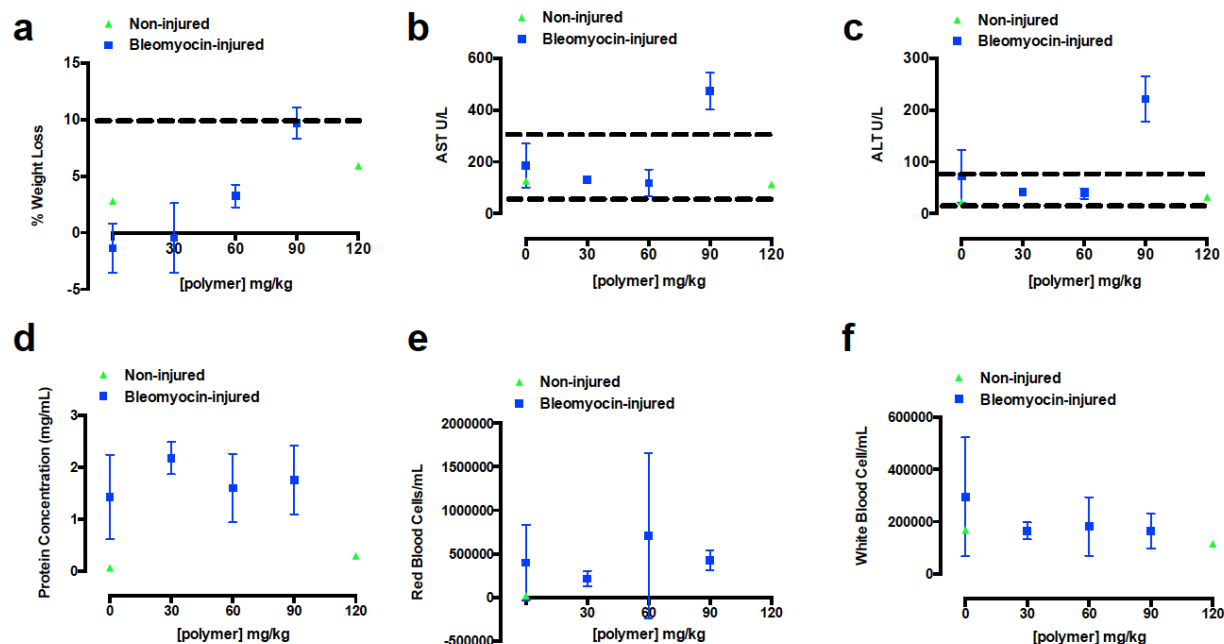 a
Non-injured
Bleomyocin-injured
15
10
5
0
-5
% Weight Loss
30
60
90
120
[polymer] mg/kg
b
Non-injured
Bleomyocin-injured
600
400
200
0
AST U/L
0
30
60
90
120
[polymer] mg/kg
c
Non-injured
Bleomyocin-injured
300
200
100
0
ALT U/L
0
30
60
90
120
[polymer] mg/kg
d
Non-injured
Bleomyocin-injured
3
2
1
0
Protein Concentration (mg/mL)
0
30
60
90
120
[polymer] mg/kg
e
Non-injured
Bleomyocin-injured
2000000
1500000
1000000
500000
0
-500000
Red Blood Cells/mL
30
60
90
120
[polymer] mg/kg
f
Non-injured
Bleomyocin-injured
600000
400000
200000
0
White Blood Cell/mL
0
30
60
90
120
[polymer] mg/kg